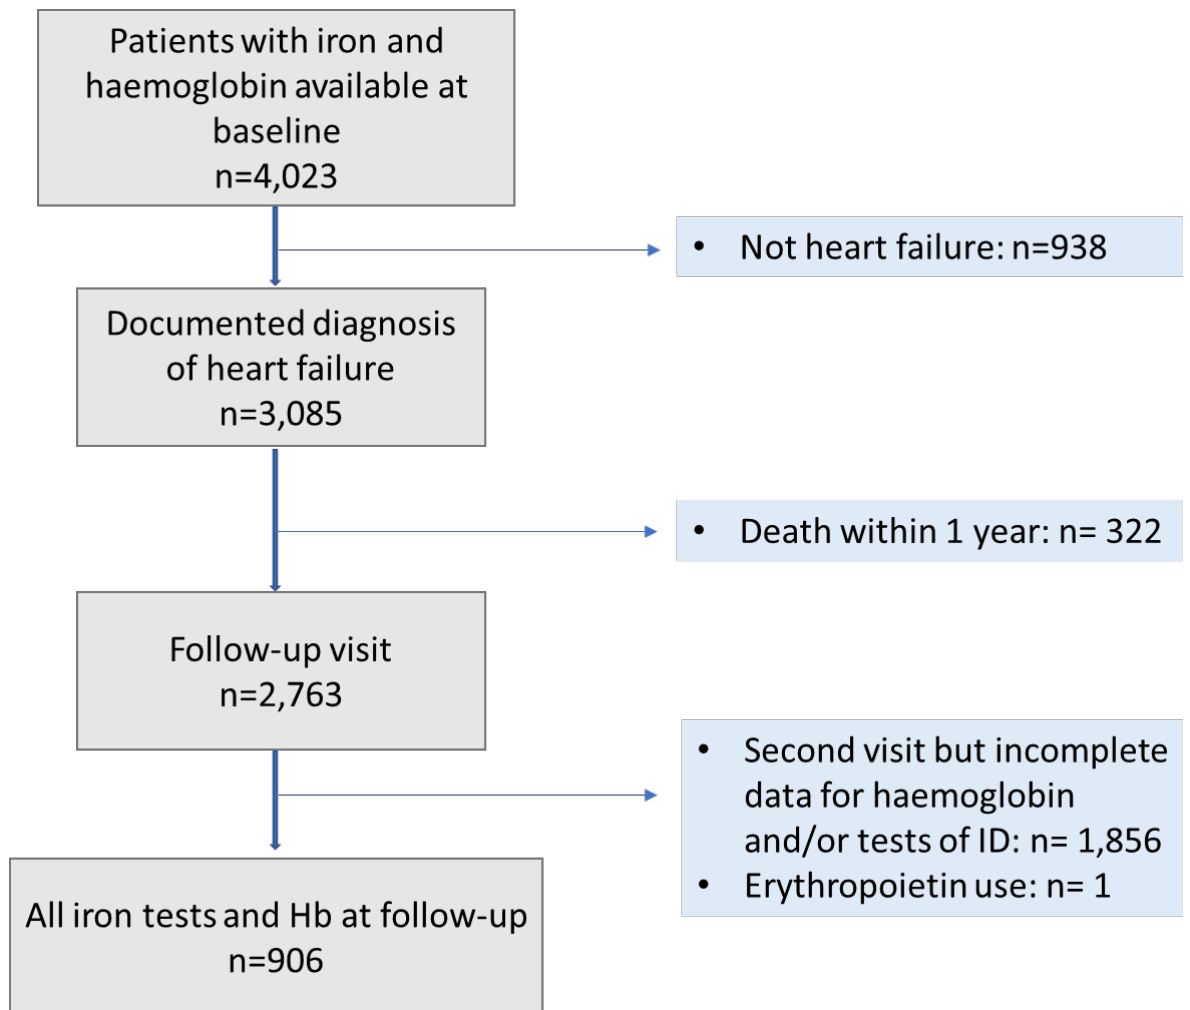 Patients with iron and
haemoglobin available at
baseline
n=4,023
• Not heart failure: n=938
Documented diagnosis
of heart failure
n=3,085
• Death within 1 year: n= 322
Follow-up visit
n=2,763
• Second visit but incomplete
data for haemoglobin
and/or tests of ID: n= 1,856
• Erythropoietin use: n= 1
All iron tests and Hb at follow-up
n=906